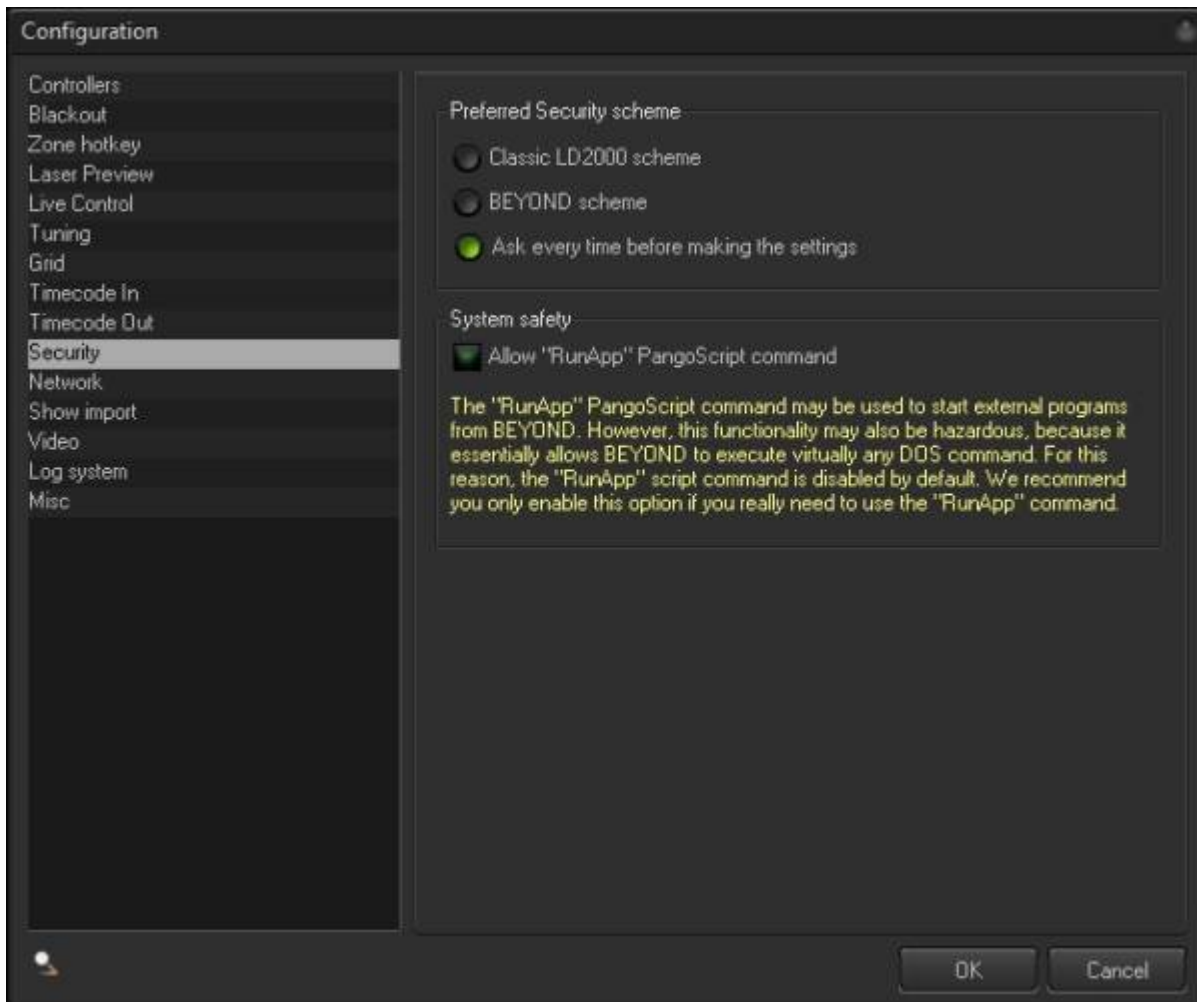 Configuration
Controllers
Blackout
Zone hotkey
Laser Preview
Live Control
Tuning
Grid
Timecode In
Timecode Out
Security
Network
Show import
Video
Log system
Misc
Preferred Security scheme
Classic LD2000 scheme
BEYOND scheme
Ask every time before making the settings
System safety
Allow "RunApp" PangoScript command
The "RunApp" PangoScript command may be used to start external programs
from BEYOND. However, this functionality may also be hazardous, because it
essentially allows BEYOND to execute virtually any DOS command. For this
reason, the "RunApp" script command is disabled by default. We recommend
you only enable this option if you really need to use the "RunApp" command.
OK
Cancel